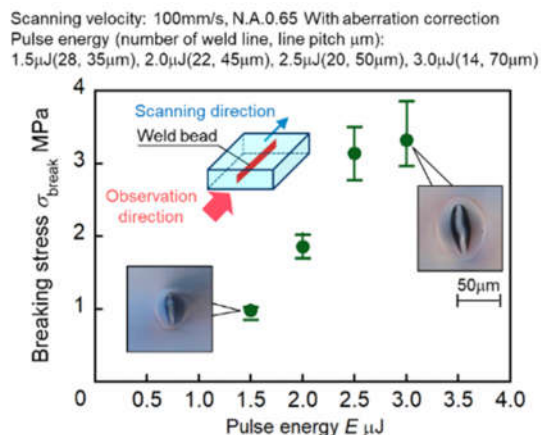 Scanning velocity: 100mm/s, N.A.0.65 With aberration correction
Pulse energy (number of weld line, line pitch μm):
1.5μJ(28, 35μm), 2.0μJ(22, 45μm), 2.5μJ(20, 50μm), 3.0μJ(14, 70μm)
Breaking stress σbreak MPa
4
3
2
1
0
Scanning direction
Weld bead
Observation
direction
50μm
0.5 1.0 1.5 2.0 2.5 3.0 3.5 4.0
Pulse energy E μJ